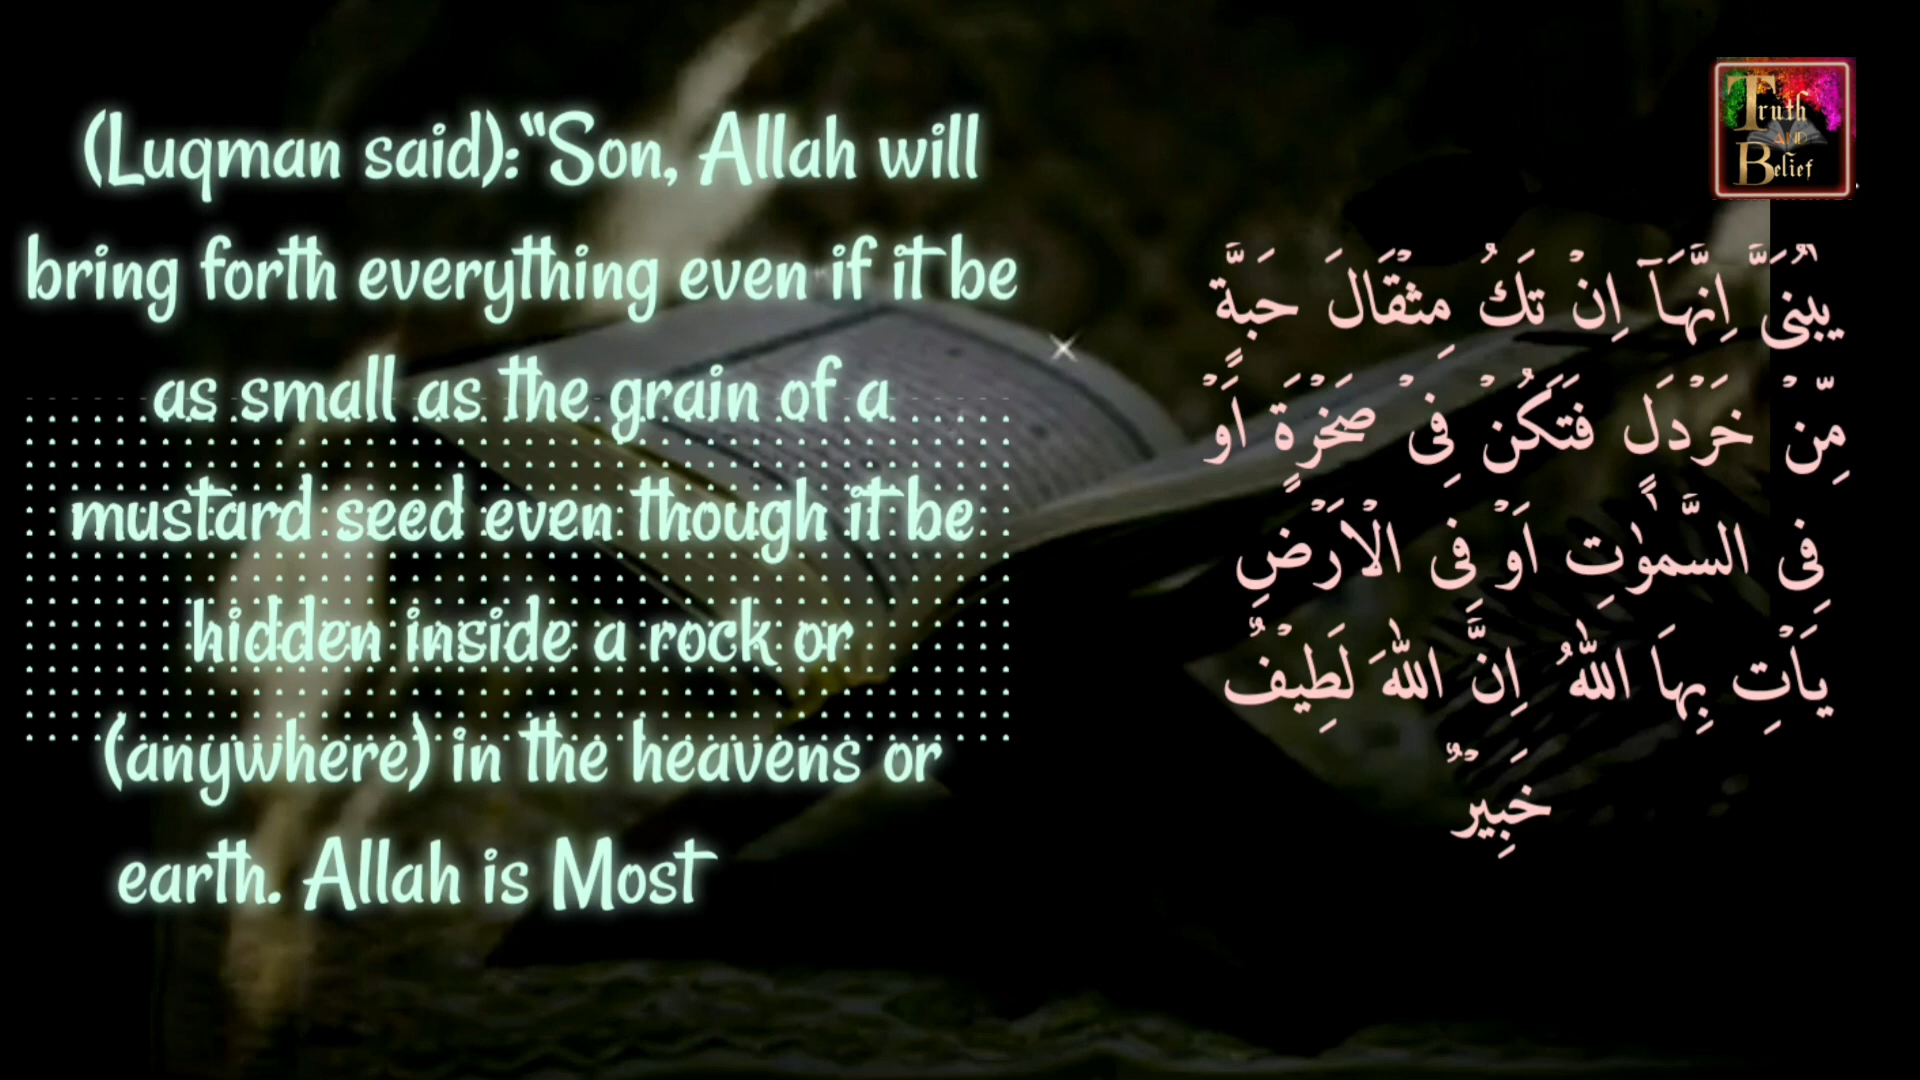 (Luqman said):“Son, Allah will
bring forth everything even if it be
as small as the grain of a
mustard seed even though it be
hidden inside a rock or
(anywhere) in the heavens or
earth. Allah is Most
Truth
AND
Belief
يٰبُنَىَّ اِنَّهَاۤ اِنۡ تَكُ مِثۡقَالَ حَبَّةٍ
مِّنۡ خَرۡدَلٍ فَتَكُنۡ فِىۡ صَخۡرَةٍ اَوۡ
فِى السَّمٰوٰتِ اَوۡ فِى الۡاَرۡضِ
يَاۡتِ بِهَا اللّٰهُ‌ اِنَّ اللّٰهَ لَطِيۡفٌ
خَبِيۡرٌ